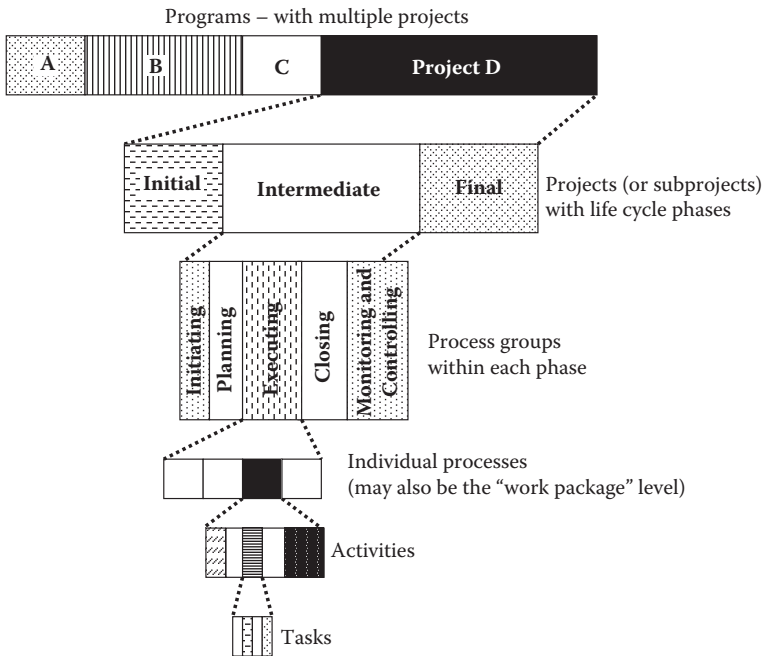 Programs – with multiple projects
A
B
C
Project D
Initial
Intermediate
Final
Projects (or subprojects)
with life cycle phases
Initiating
Planning
Executing
Closing
Monitoring and
Controlling
Process groups
within each phase
Individual processes
(may also be the “work package” level)
Activities
Tasks